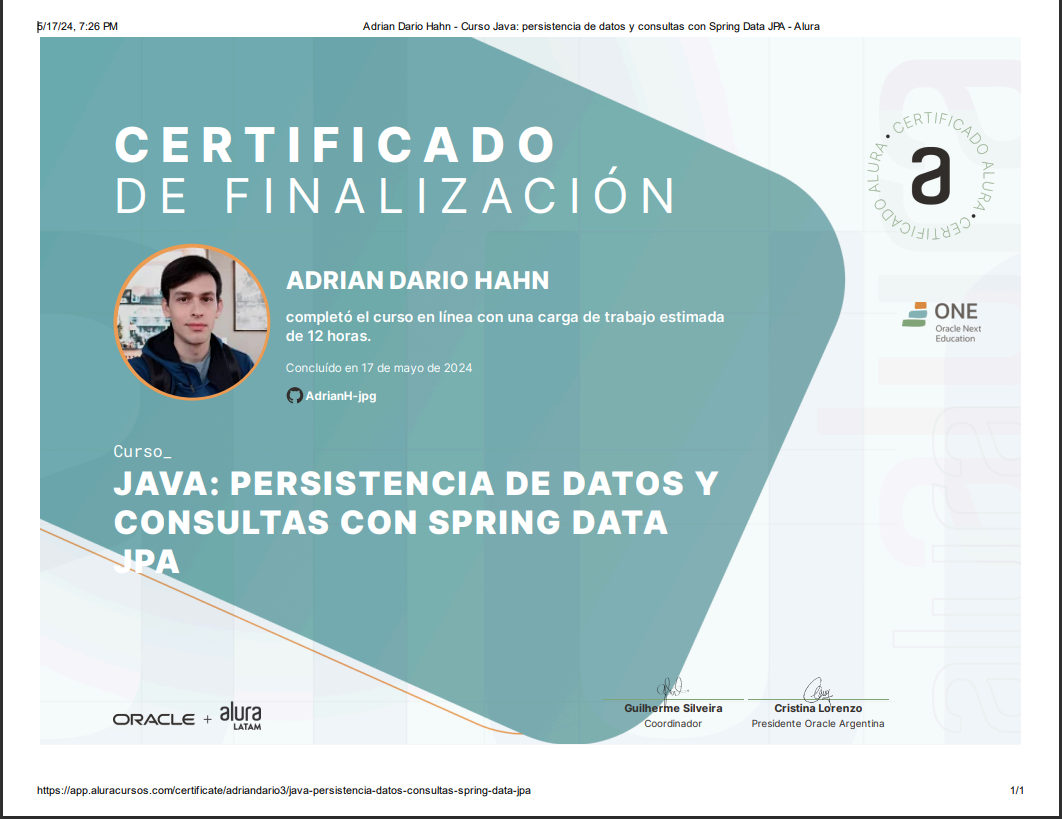 5/17/24, 7:26 PM
Adrian Dario Hahn - Curso Java: persistencia de datos y consultas con Spring Data JPA - Alura
CERTIFICADO
DE FINALIZACIÓN
CERTIFICADO ALURA • CERTIFICADO ALURA •
a
ADRIAN DARIO HAHN
completó el curso en línea con una carga de trabajo estimada
de 12 horas.
Concluído en 17 de mayo de 2024
AdrianH-jpg
ONE
Oracle Next
Education
Curso_
JAVA: PERSISTENCIA DE DATOS Y
CONSULTAS CON SPRING DATA
JPA
ORACLE + alura
LATAM
Guilherme Silveira
Coordinador
Cristina Lorenzo
Presidente Oracle Argentina
https://app.aluracursos.com/certificate/adriandario3/java-persistencia-datos-consultas-spring-data-jpa
1/1